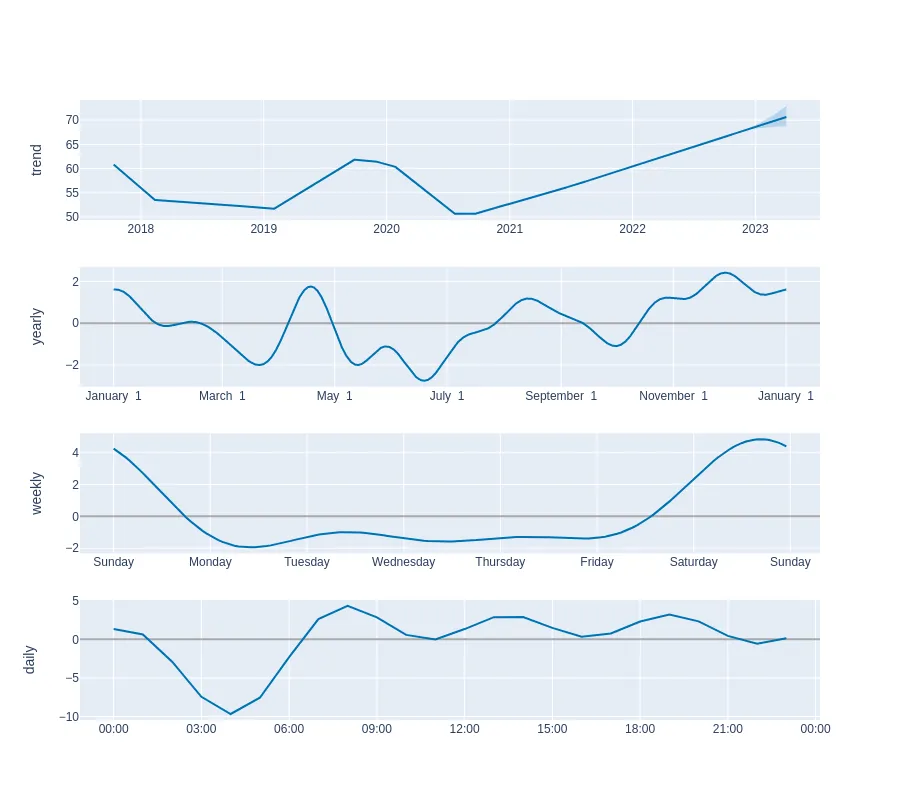 trend
70
65
60
55
50
2018 2019 2020 2021 2022 2023
yearly
2
0
−2
January 1 March 1 May 1 July 1 September 1 November 1 January 1
weekly
4
2
0
−2
Sunday Monday Tuesday Wednesday Thursday Friday Saturday Sunday
daily
5
0
−5
−10
00:00 03:00 06:00 09:00 12:00 15:00 18:00 21:00 00:00